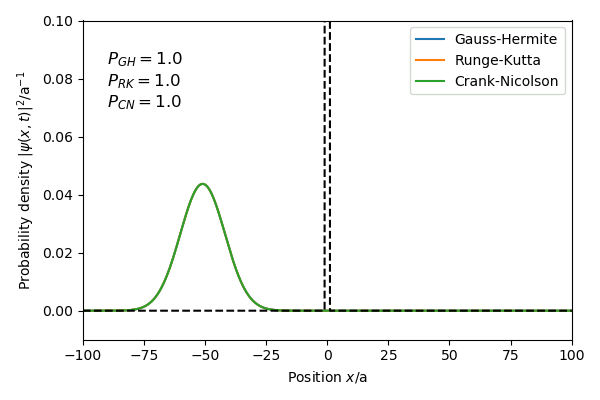 0.10
0.08
0.06
0.04
0.02
0.00
Probability density |ψ(x, t)|²/a⁻¹
P_GH = 1.0
P_RK = 1.0
P_CN = 1.0
Gauss-Hermite
Runge-Kutta
Crank-Nicolson
−100 −75 −50 −25 0 25 50 75 100
Position x/a